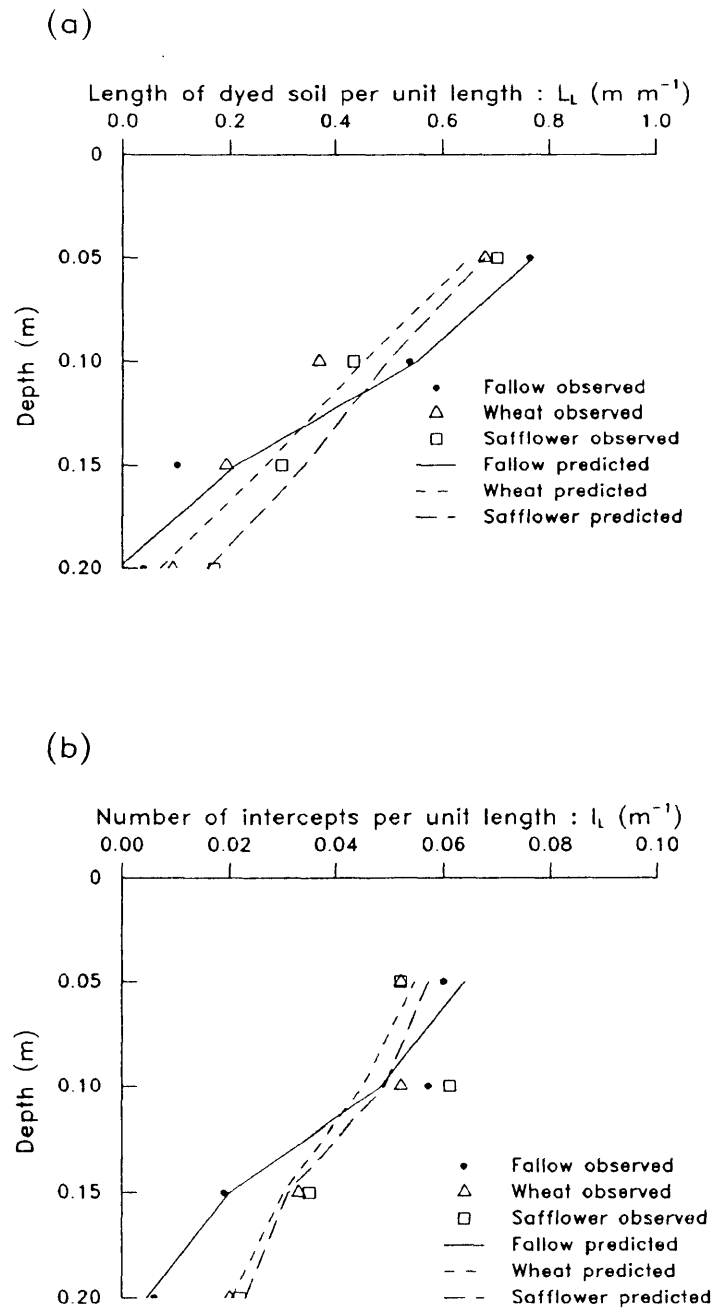 (a)
Length of dyed soil per unit length : L_L (m m⁻¹)
0.0 0.2 0.4 0.6 0.8 1.0
0
0.05
0.10
0.15
0.20
Depth (m)
Fallow observed
Wheat observed
Safflower observed
Fallow predicted
Wheat predicted
Safflower predicted
(b)
Number of intercepts per unit length : I_L (m⁻¹)
0.00 0.02 0.04 0.06 0.08 0.10
0
0.05
0.10
0.15
0.20
Depth (m)
Fallow observed
Wheat observed
Safflower observed
Fallow predicted
Wheat predicted
Safflower predicted